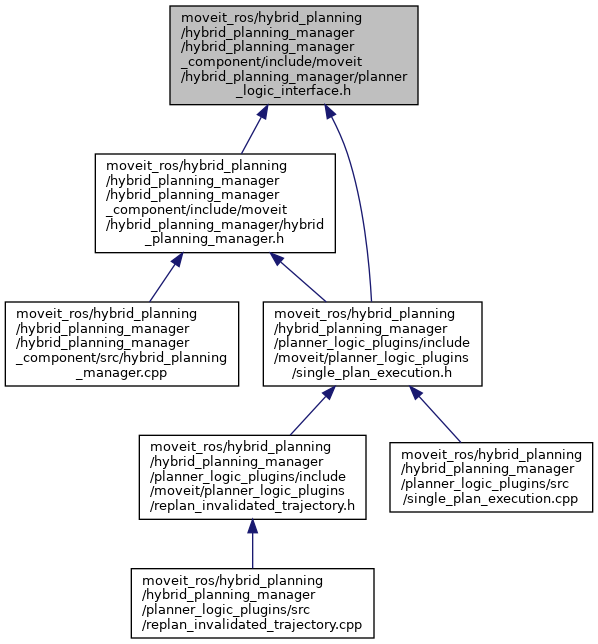 moveit_ros/hybrid_planning
/hybrid_planning_manager
/hybrid_planning_manager
_component/include/moveit
/hybrid_planning_manager/planner
_logic_interface.h
moveit_ros/hybrid_planning
/hybrid_planning_manager
/hybrid_planning_manager
_component/include/moveit
/hybrid_planning_manager/hybrid
_planning_manager.h
moveit_ros/hybrid_planning
/hybrid_planning_manager
/hybrid_planning_manager
_component/src/hybrid_planning
_manager.cpp
moveit_ros/hybrid_planning
/hybrid_planning_manager
/planner_logic_plugins/include
/moveit/planner_logic_plugins
/single_plan_execution.h
moveit_ros/hybrid_planning
/hybrid_planning_manager
/planner_logic_plugins/include
/moveit/planner_logic_plugins
/replan_invalidated_trajectory.h
moveit_ros/hybrid_planning
/hybrid_planning_manager
/planner_logic_plugins/src
/single_plan_execution.cpp
moveit_ros/hybrid_planning
/hybrid_planning_manager
/planner_logic_plugins/src
/replan_invalidated_trajectory.cpp